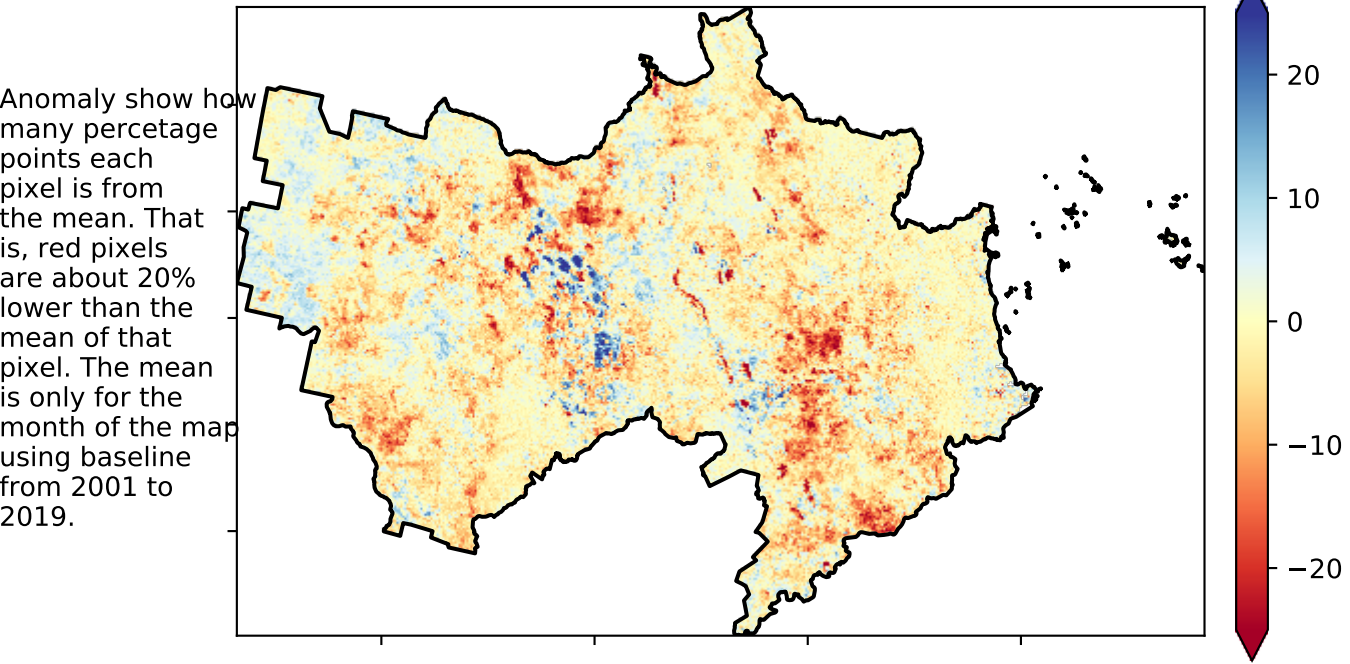 Anomaly show how
many percetage
points each
pixel is from
the mean. That
is, red pixels
are about 20%
lower than the
mean of that
pixel. The mean
is only for the
month of the map
using baseline
from 2001 to
2019.
20
10
0
−10
−20